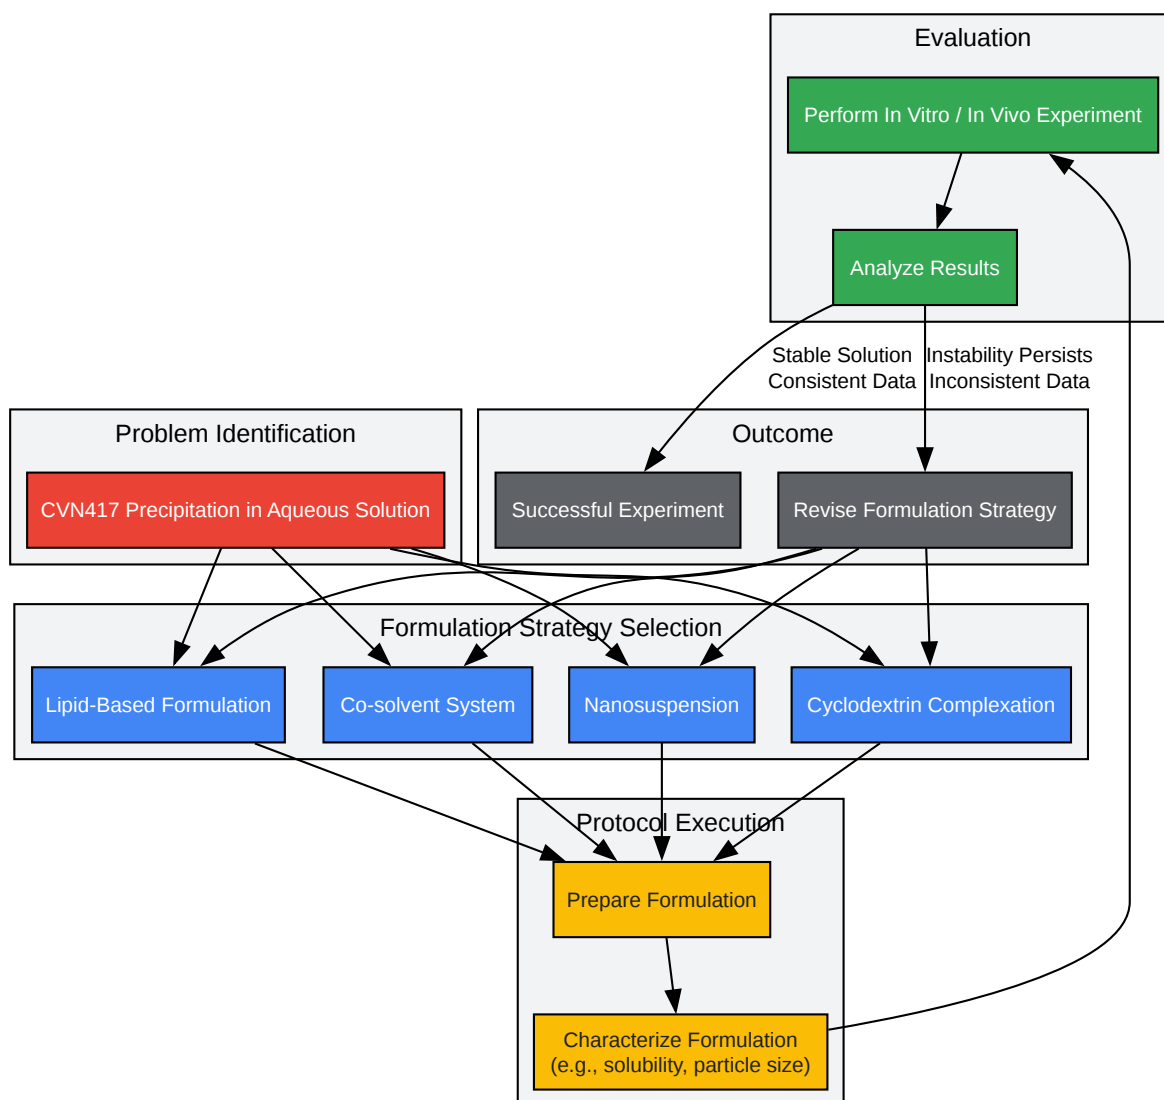 Evaluation
Perform In Vitro / In Vivo Experiment
Analyze Results
Stable Solution
Consistent Data
Instability Persists
Inconsistent Data
Problem Identification
CVN417 Precipitation in Aqueous Solution
Outcome
Successful Experiment
Revise Formulation Strategy
Formulation Strategy Selection
Lipid-Based Formulation
Co-solvent System
Nanosuspension
Cyclodextrin Complexation
Protocol Execution
Prepare Formulation
Characterize Formulation
(e.g., solubility, particle size)